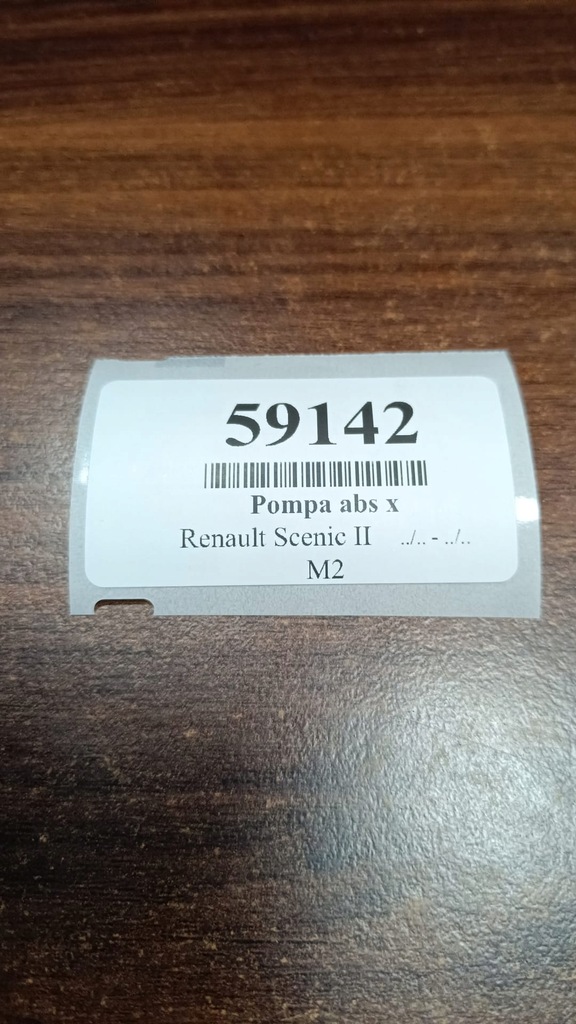 59142
Pompa abs x
Renault Scenic II ../.. - ../..
M2